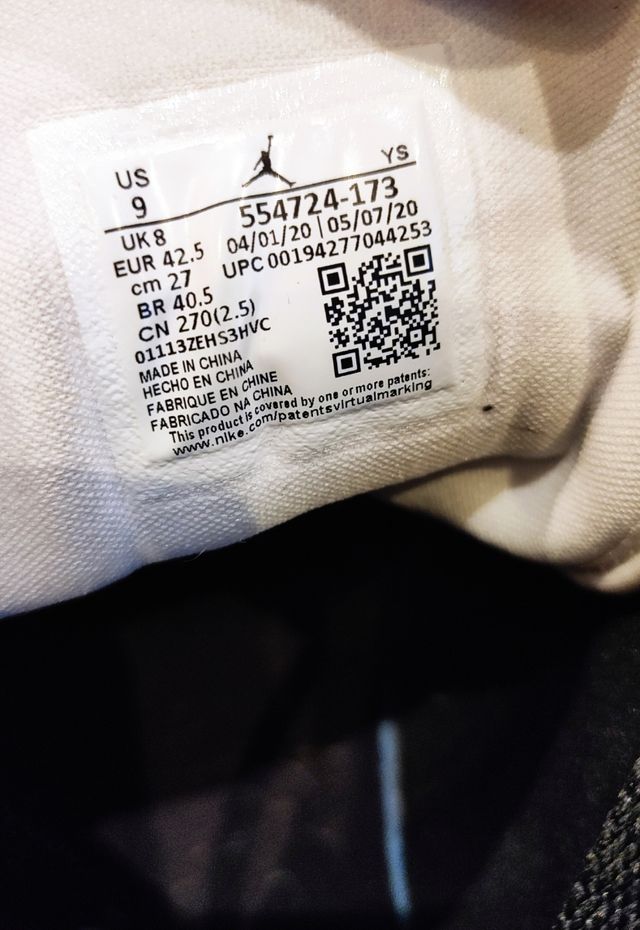 US YS
9 554724-173
UK 8 04/01/20 | 05/07/20
EUR 42.5 UPC 00194277044253
cm 27
BR 40.5
CN 270(2.5)
01113ZEHS3HVC
MADE IN CHINA
HECHO EN CHINA
FABRIQUE EN CHINE
FABRICADO NA CHINA
This product is covered by one or more patents:
www.nike.com/patentsvirtualmarking